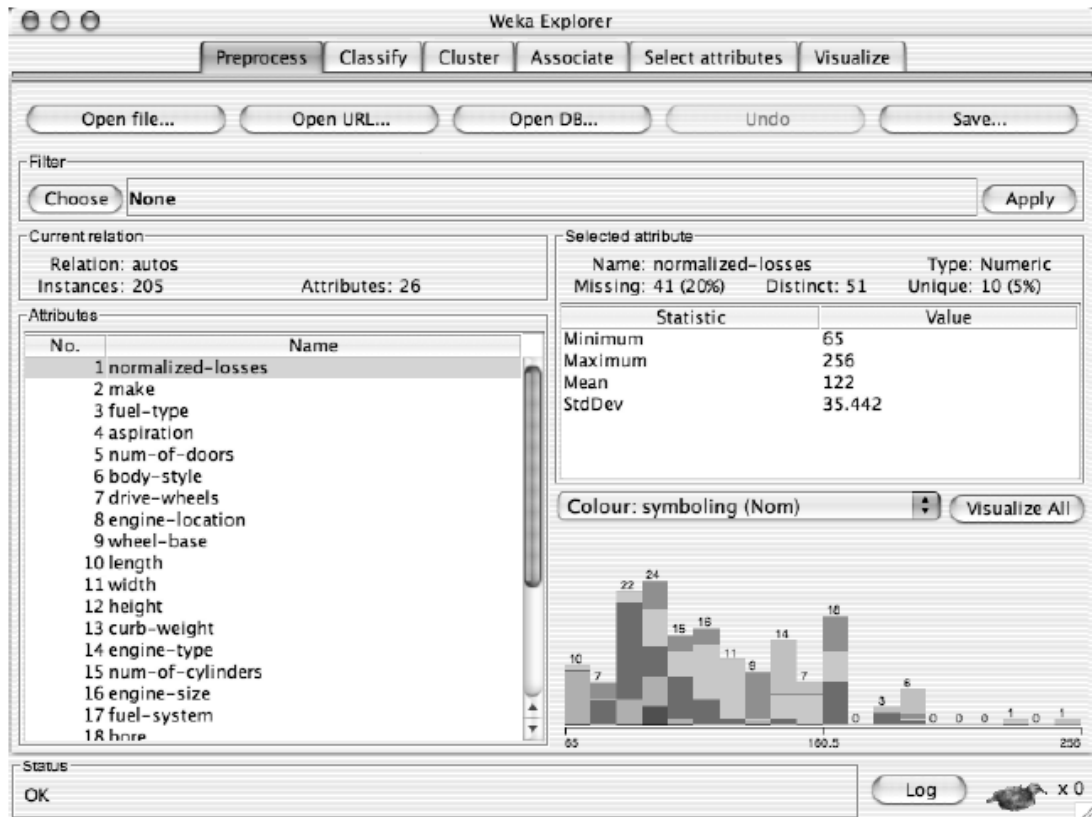 Weka Explorer
Preprocess Classify Cluster Associate Select attributes Visualize
Open file... Open URL... Open DB... Undo Save...
Filter
Choose None Apply
Current relation
Relation: autos
Instances: 205 Attributes: 26
Attributes
No. Name
1 normalized-losses
2 make
3 fuel-type
4 aspiration
5 num-of-doors
6 body-style
7 drive-wheels
8 engine-location
9 wheel-base
10 length
11 width
12 height
13 curb-weight
14 engine-type
15 num-of-cylinders
16 engine-size
17 fuel-system
18 bore
Selected attribute
Name: normalized-losses Type: Numeric
Missing: 41 (20%) Distinct: 51 Unique: 10 (5%)
Statistic Value
Minimum 65
Maximum 256
Mean 122
StdDev 35.442
Colour: symboling (Nom) Visualize All
10 7 22 24 15 16 11 9 14 7 18 0 3 6 0 0 0 1 0 1
65 160.5 256
Status
OK
Log x 0